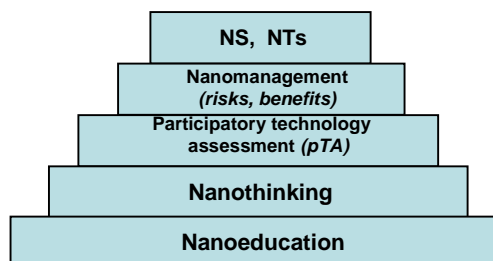 NS, NTs
Nanomanagement
(risks, benefits)
Participatory technology
assessment (pTA)
Nanothinking
Nanoeducation